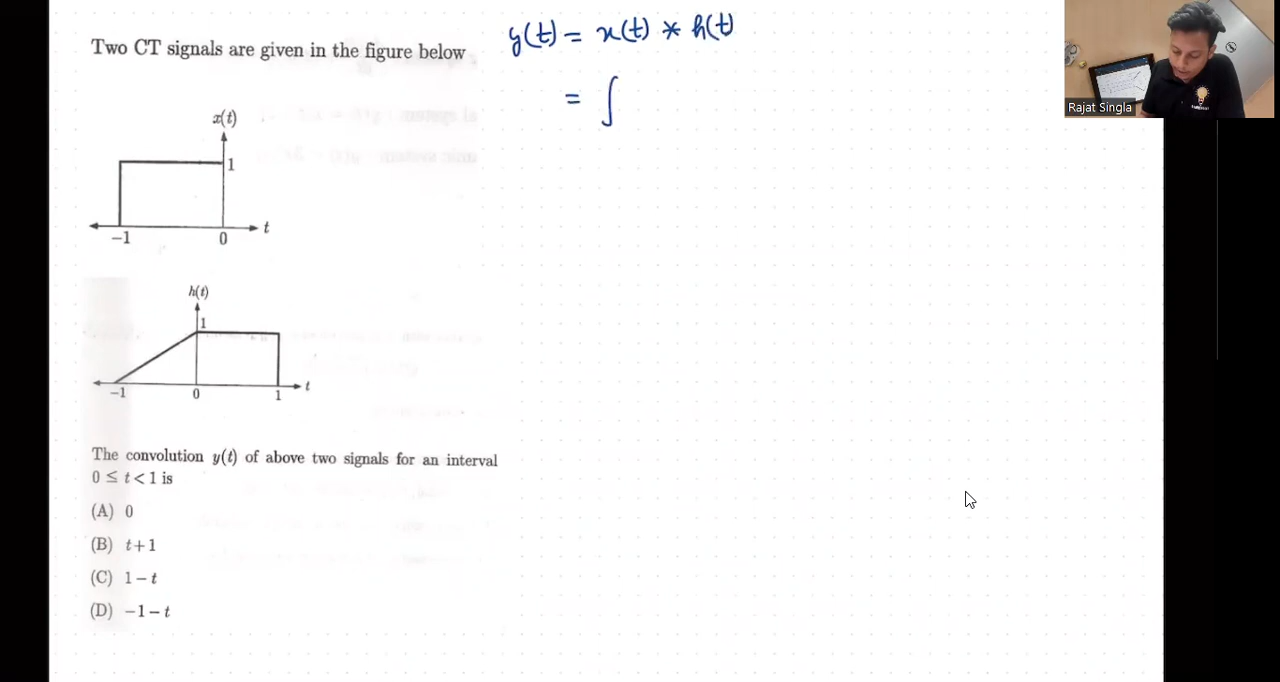 Two CT signals are given in the figure below
y(t) = x(t) * h(t)
= ∫
x(t)
1
t
-1
0
h(t)
1
t
-1
0
1
The convolution y(t) of above two signals for an interval
0 ≤ t < 1 is
(A) 0
(B) t+1
(C) 1-t
(D) -1-t
Rajat Singla